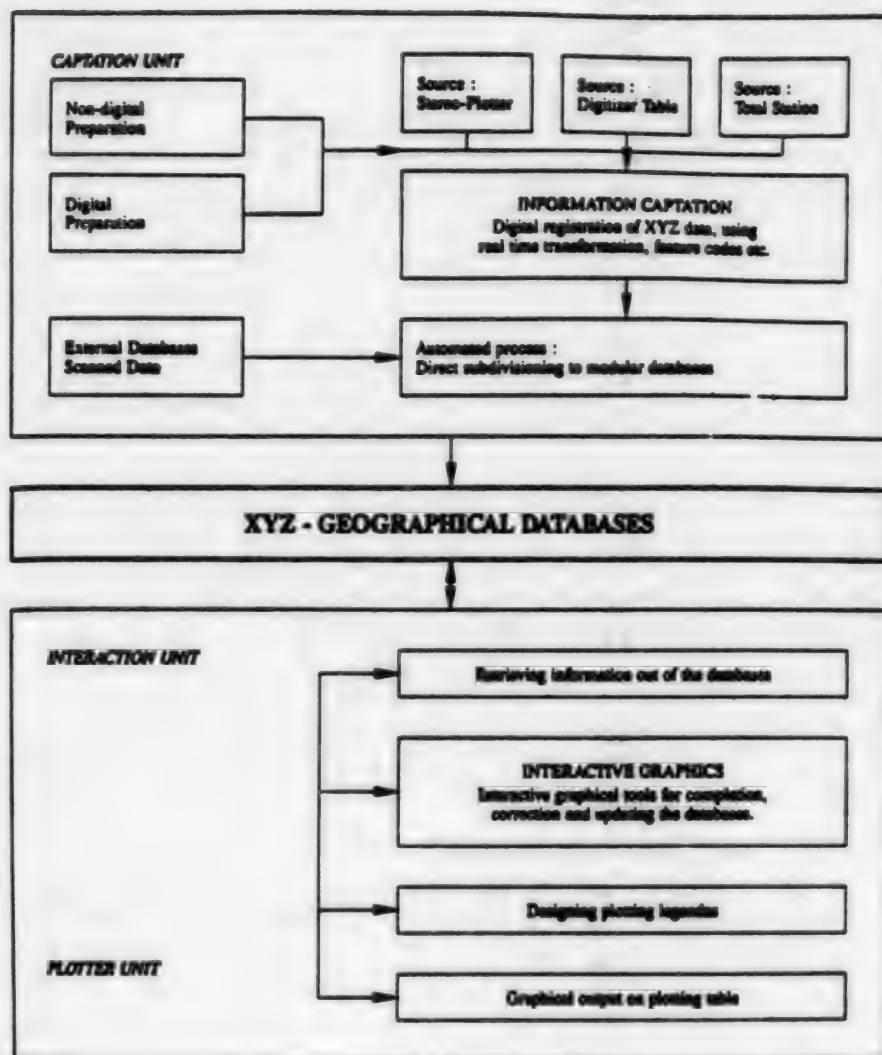 CAPTATION UNIT
Non-digital
Preparation
Digital
Preparation
External Databases
Scanned Data
Source :
Stereo-Plotter
Source :
Digitizer Table
Source :
Total Station
INFORMATION CAPTATION
Digital registration of XYZ data, using
real time transformation, feature codes etc.
Automated process :
Direct subdivisioning to modular databases
XYZ - GEOGRAPHICAL DATABASES
INTERACTION UNIT
Retrieving information out of the databases
INTERACTIVE GRAPHICS
Interactive graphical tools for completion,
correction and updating the databases.
Designing plotting legendas
PLOTTER UNIT
Graphical output on plotting table